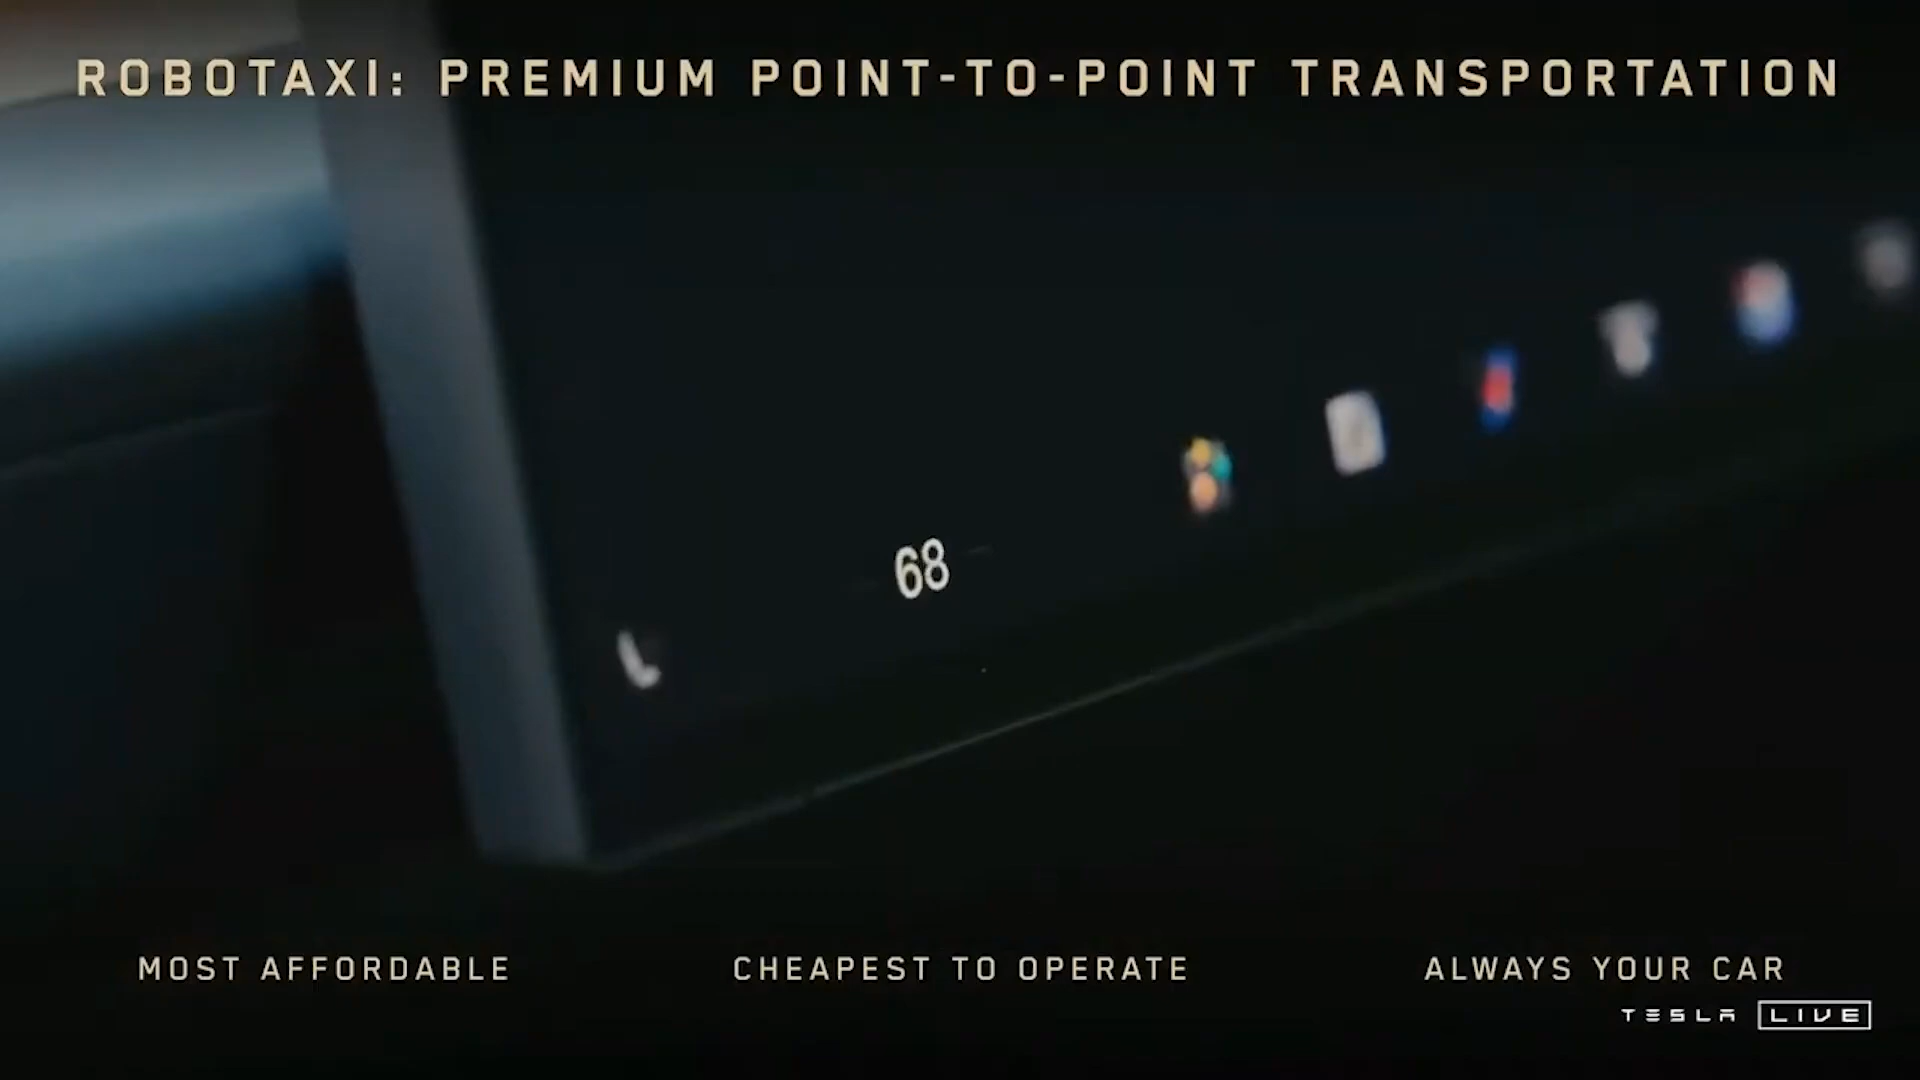 ROBOTAXI: PREMIUM POINT-TO-POINT TRANSPORTATION
68
MOST AFFORDABLE CHEAPEST TO OPERATE ALWAYS YOUR CAR
TESLA LIVE